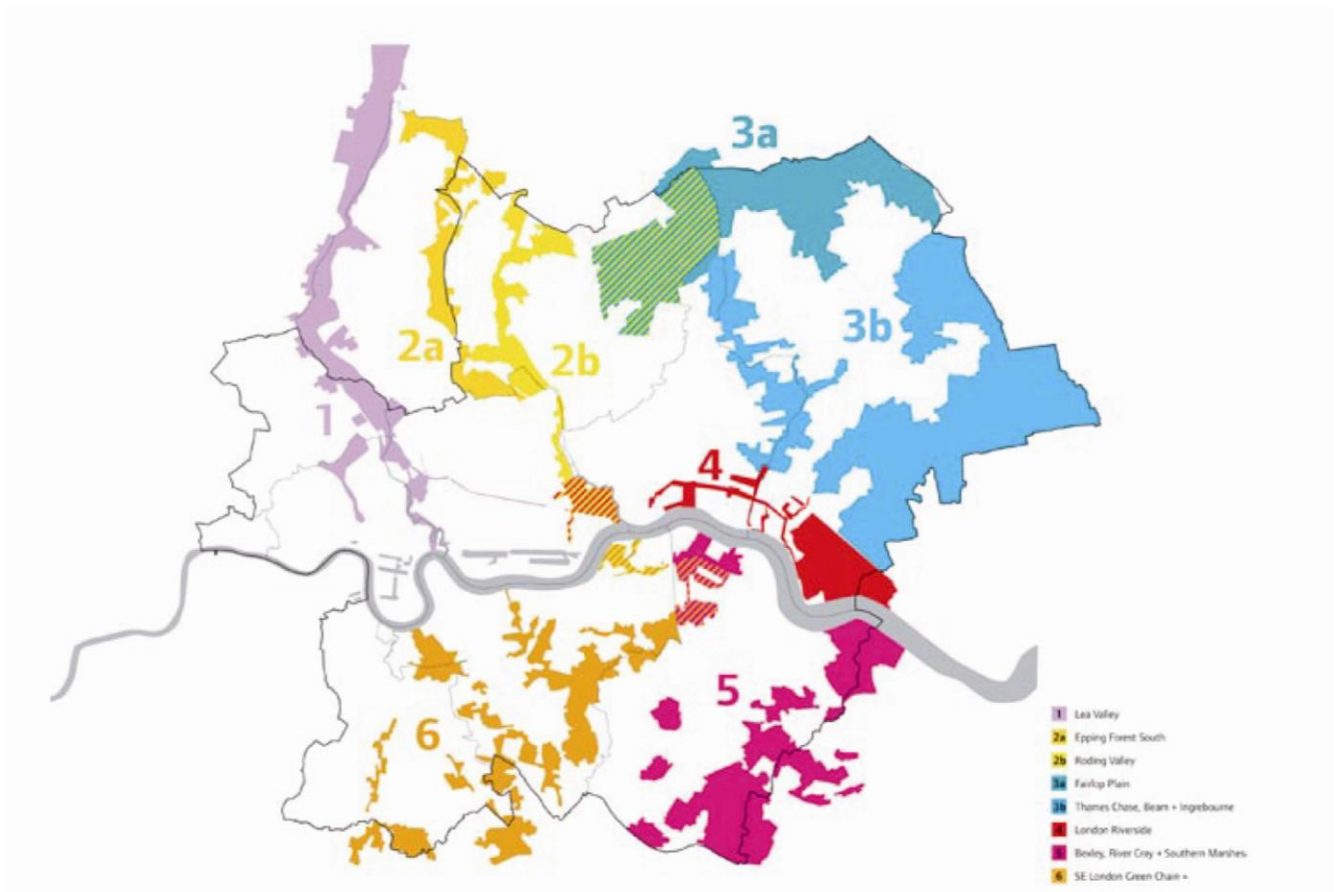 3a
3b
2a
2b
1
4
5
6
1 Lea Valley
2a Epping Forest South
2b Roding Valley
3a Fairlop Plain
3b Thames Chase, Beam + Ingrebourne
4 London Riverside
5 Bexley, River Cray + Southern Marshes
6 SE London Green Chain +